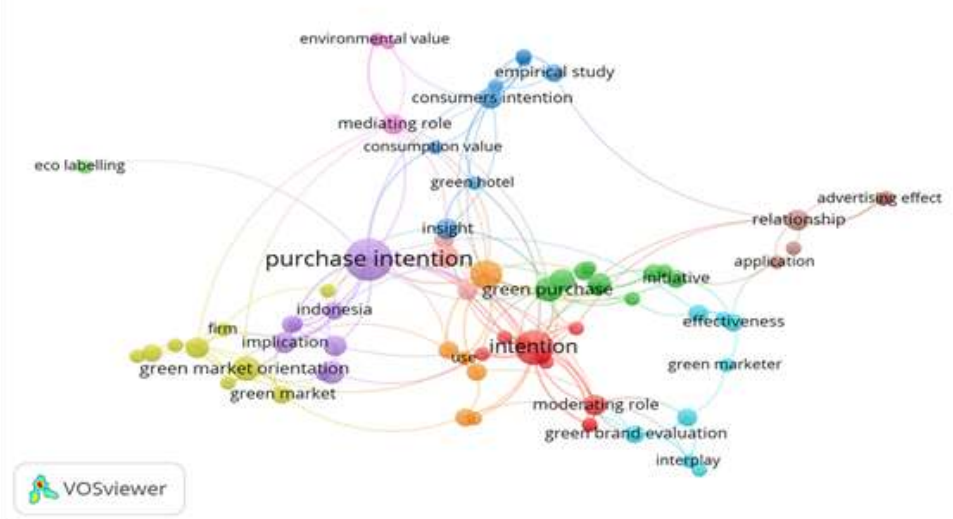 environmental value
empirical study
consumers intention
mediating role
consumption value
eco labelling
green hotel
advertising effect
relationship
insight
purchase intention
application
initiative
green purchase
indonesia
effectiveness
firm
implication
intention
use
green market orientation
green marketer
green market
moderating role
green brand evaluation
interplay
VOSviewer